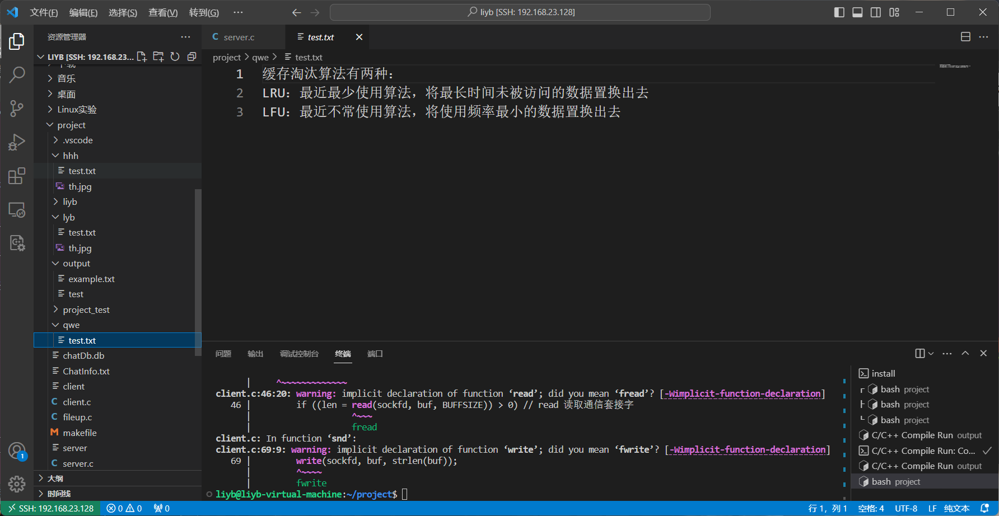 文件(F) 编辑(E) 选择(S) 查看(V) 转到(G) ···
liyb [SSH: 192.168.23.128]
资源管理器
LIYB [SSH: 192.168.23...
下载
音乐
桌面
Linux实验
project
.vscode
hhh
test.txt
th.jpg
liyb
lyb
test.txt
th.jpg
output
example.txt
test
project_test
qwe
test.txt
chatDb.db
ChatInfo.txt
client
C client.c
C fileup.c
M makefile
server
C server.c
大纲
时间线
C server.c
test.txt
project > qwe > test.txt
1 缓存淘汰算法有两种：
2 LRU：最近最少使用算法，将最长时间未被访问的数据置换出去
3 LFU：最近不常使用算法，将使用频率最小的数据置换出去
问题 输出 调试控制台 终端 端口
| ^~~~~~~~~~~~~~
client.c:46:20: warning: implicit declaration of function ‘read’; did you mean ‘fread’? [-Wimplicit-function-declaration]
46 | if ((len = read(sockfd, buf, BUFFSIZE)) > 0) // read 读取通信套接字
| ^~~~
| fread
client.c: In function ‘snd’:
client.c:69:9: warning: implicit declaration of function ‘write’; did you mean ‘fwrite’? [-Wimplicit-function-declaration]
69 | write(sockfd, buf, strlen(buf));
| ^~~~~
| fwrite
liyb@liyb-virtual-machine:~/project$
install
bash project
bash project
bash project
C/C++ Compile Run output
C/C++ Compile Run: Co...
C/C++ Compile Run output
bash project
1
SSH: 192.168.23.128 0 0 0
行 1，列 1 空格: 4 UTF-8 LF 纯文本